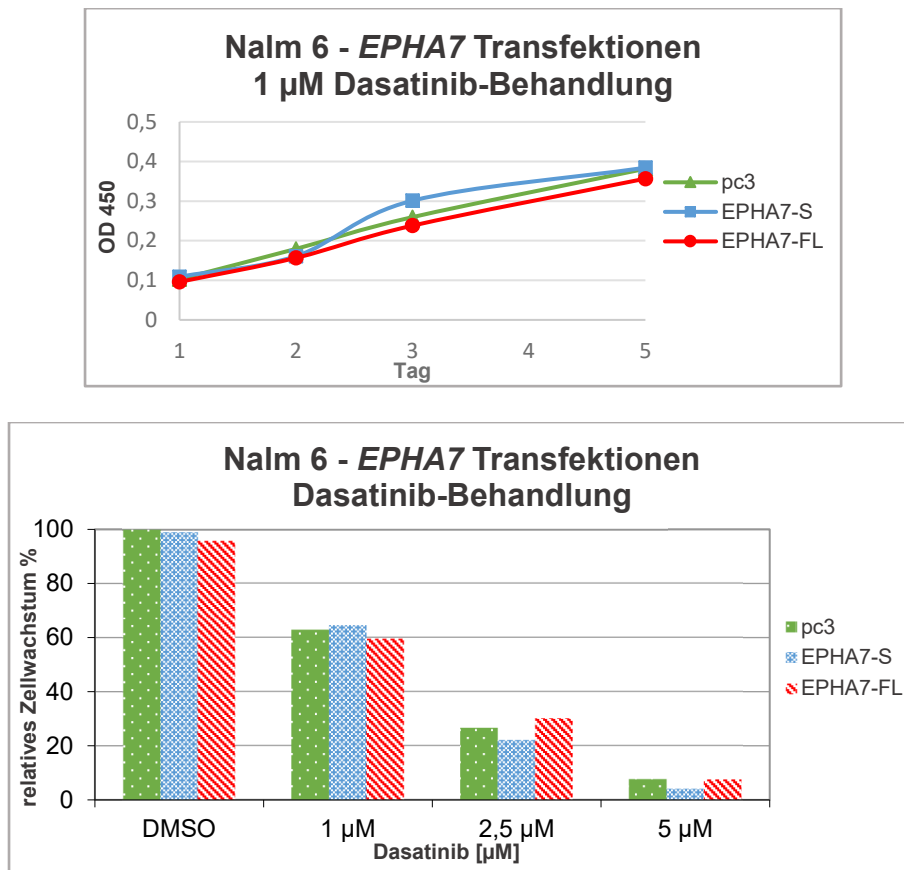 Nalm 6 - EPHA7 Transfektionen
1 µM Dasatinib-Behandlung
0,5
0,4
0,3
0,2
0,1
0
OD 450
1 2 3 4 5
Tag
pc3
EPHA7-S
EPHA7-FL
Nalm 6 - EPHA7 Transfektionen
Dasatinib-Behandlung
100
80
60
40
20
0
relatives Zellwachstum %
DMSO 1 µM 2,5 µM 5 µM
Dasatinib [µM]
pc3
EPHA7-S
EPHA7-FL